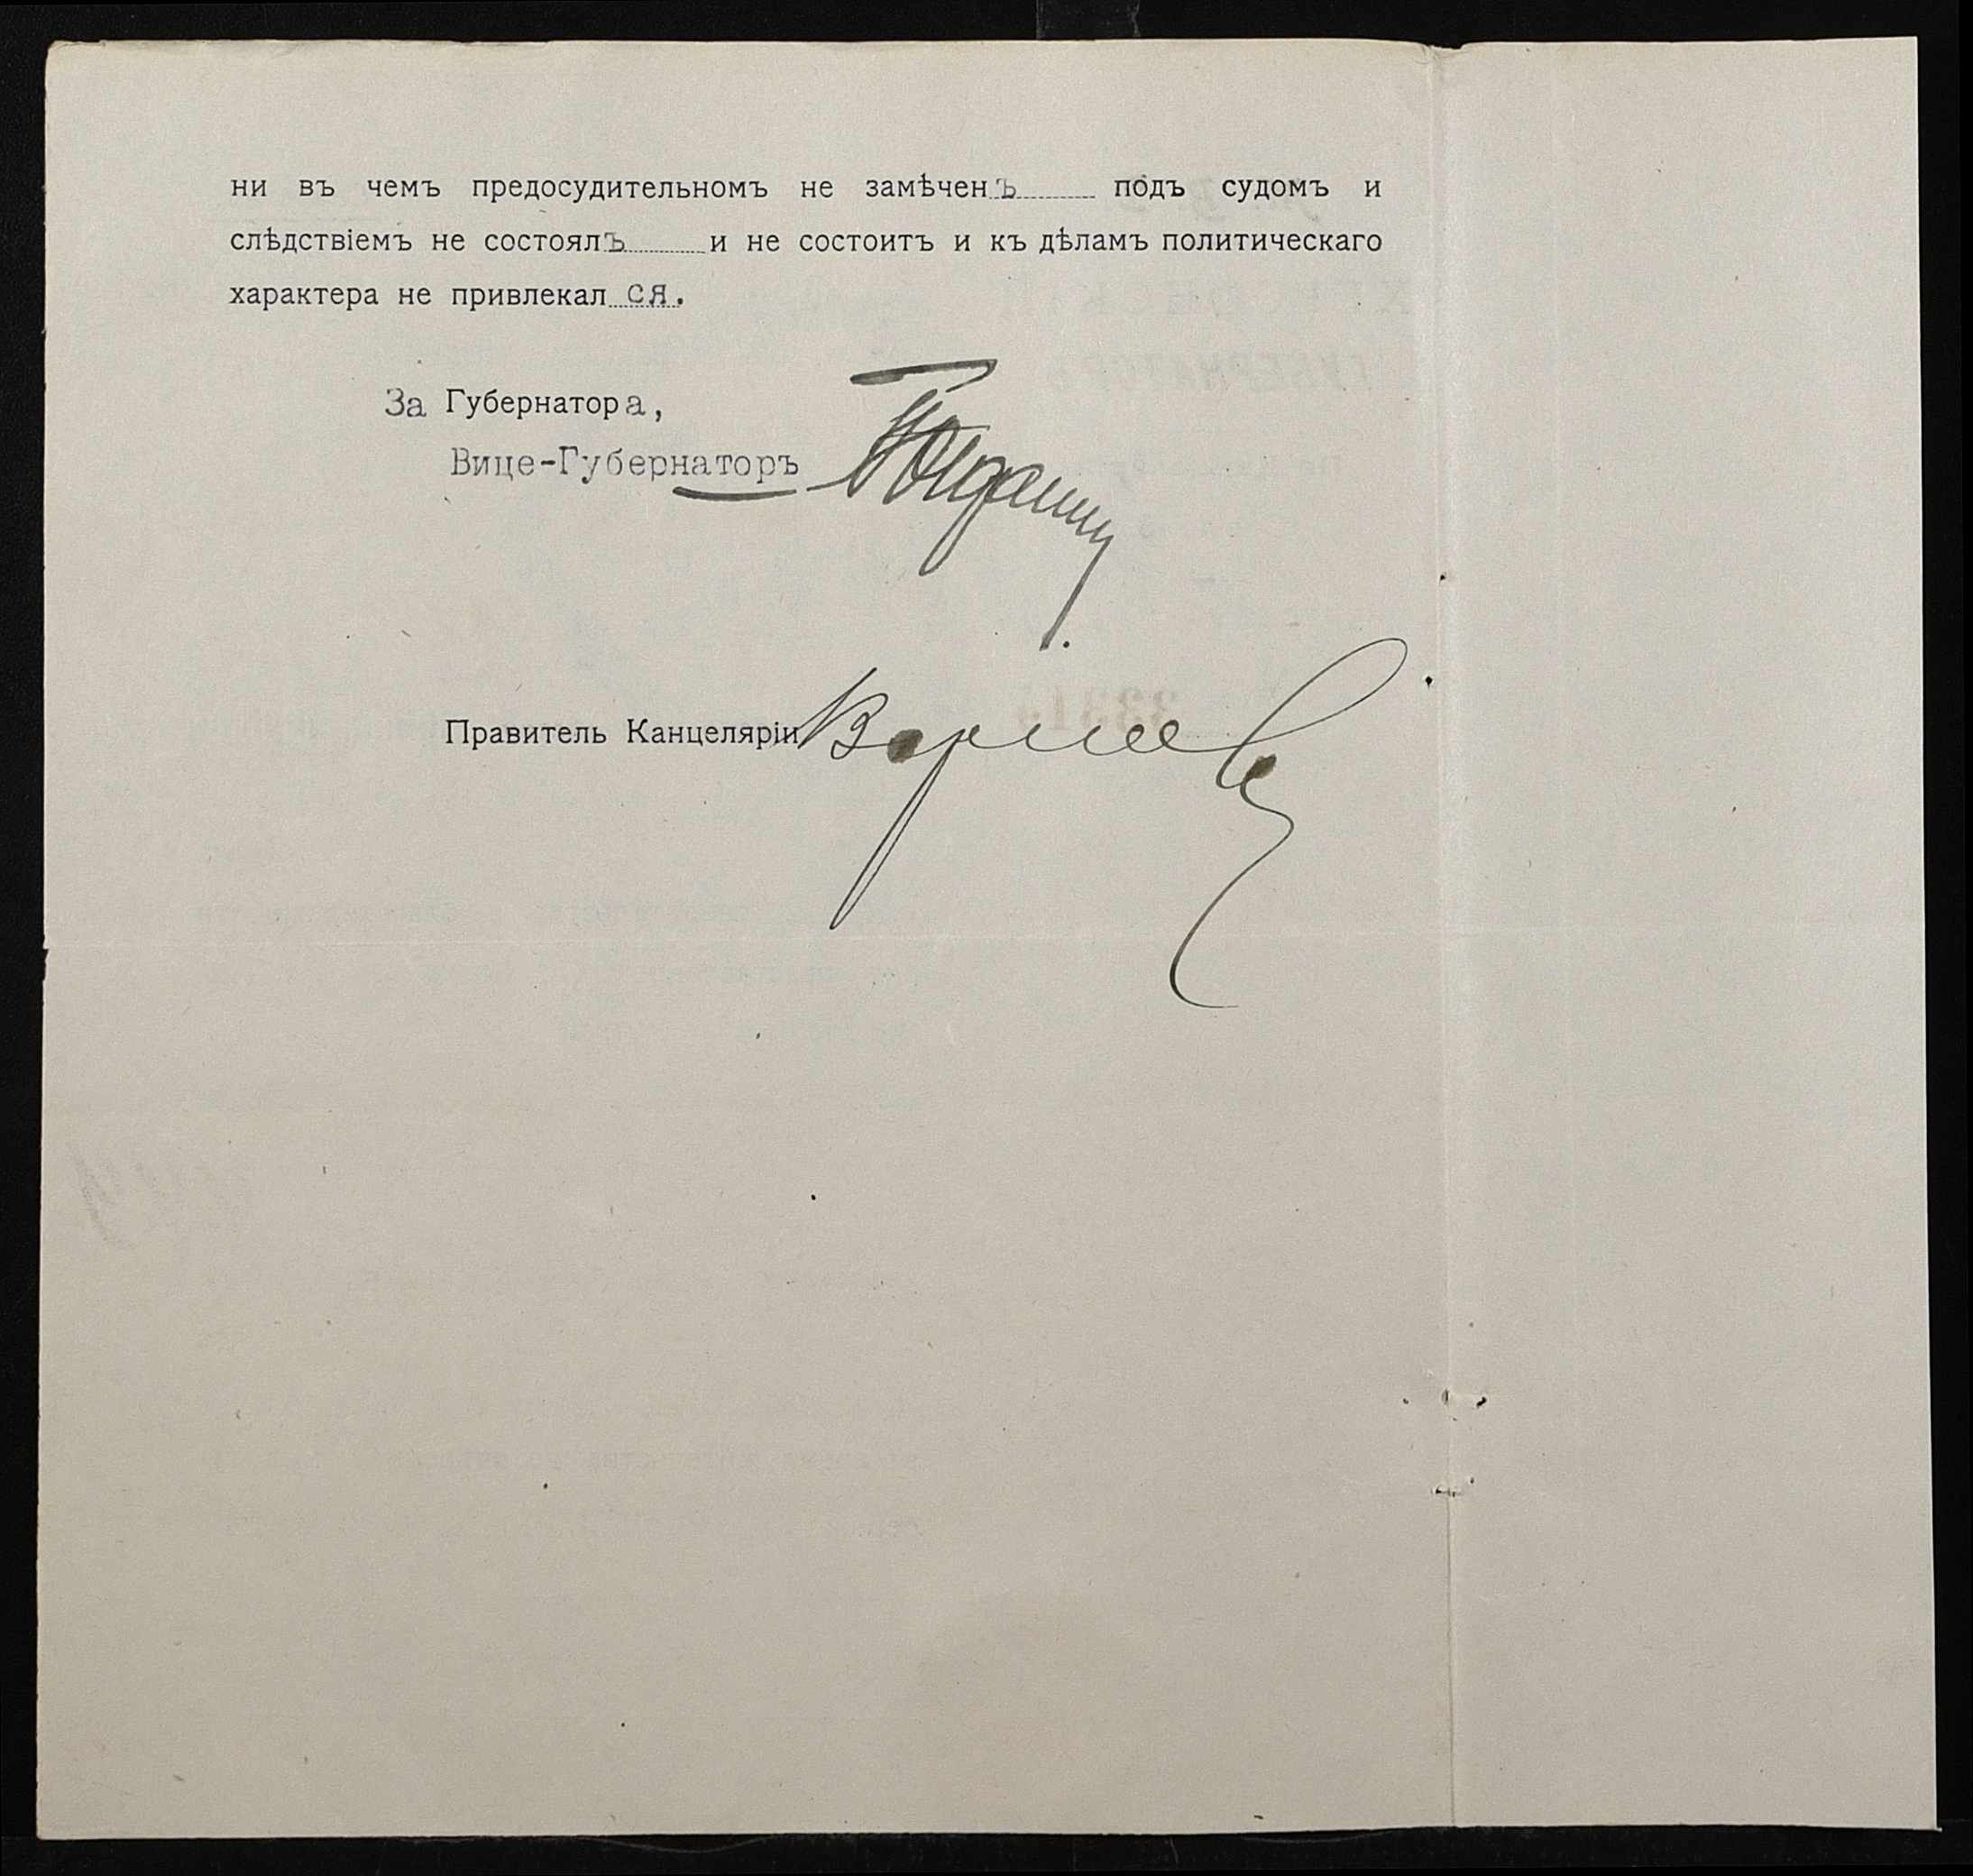 ни въ чемъ предосудительномъ не замѣченъ подъ судомъ и
слѣдствіемъ не состоялъ и не состоитъ и къ дѣламъ политическаго
характера не привлекался.
За Губернатора,
Вице-Губернаторъ
Правитель Канцеляріи